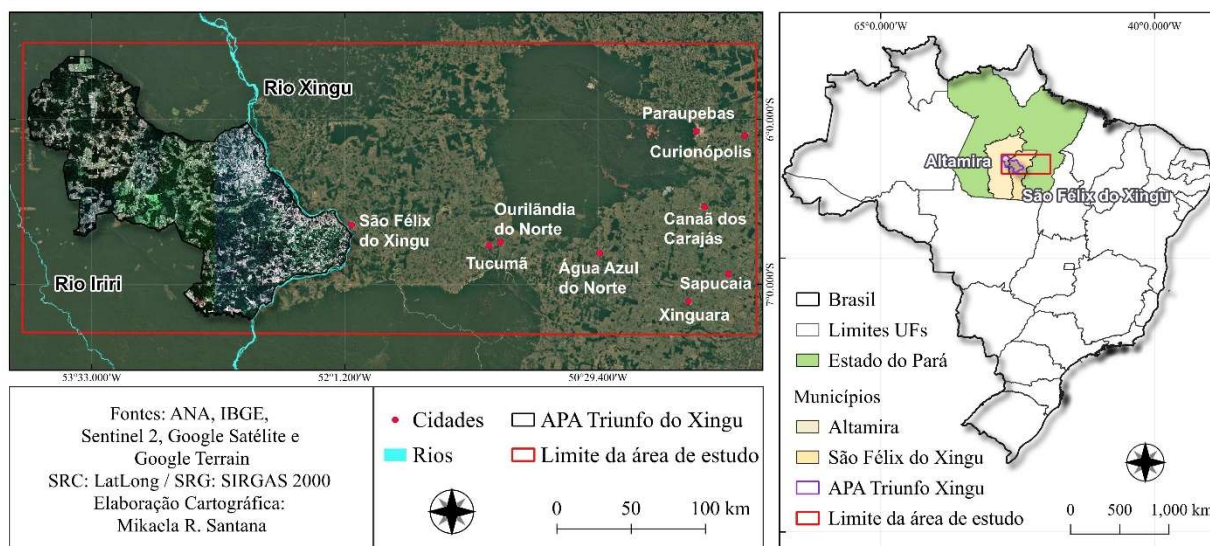 Rio Xingu
Paraupebas
Curionópolis
São Félix
do Xingu
Ourilândia
do Norte
Tucumã
Água Azul
do Norte
Canaã dos
Carajás
Sapucaia
Xinguara
Rio Iriri
6°0.000'S
7°0.000'S
53°33.000'W
52°1.200'W
50°29.400'W
Fontes: ANA, IBGE,
Sentinel 2, Google Satélite e
Google Terrain
SRC: LatLong / SRG: SIRGAS 2000
Elaboração Cartográfica:
Mikaela R. Santana
Cidades
Rios
APA Triunfo do Xingu
Limite da área de estudo
0 50 100 km
65°0.000'W
40°0.000'W
Altamira
São Félix do Xingu
Brasil
Limites UFs
Estado do Pará
Municípios
Altamira
São Félix do Xingu
APA Triunfo Xingu
Limite da área de estudo
0 500 1,000 km